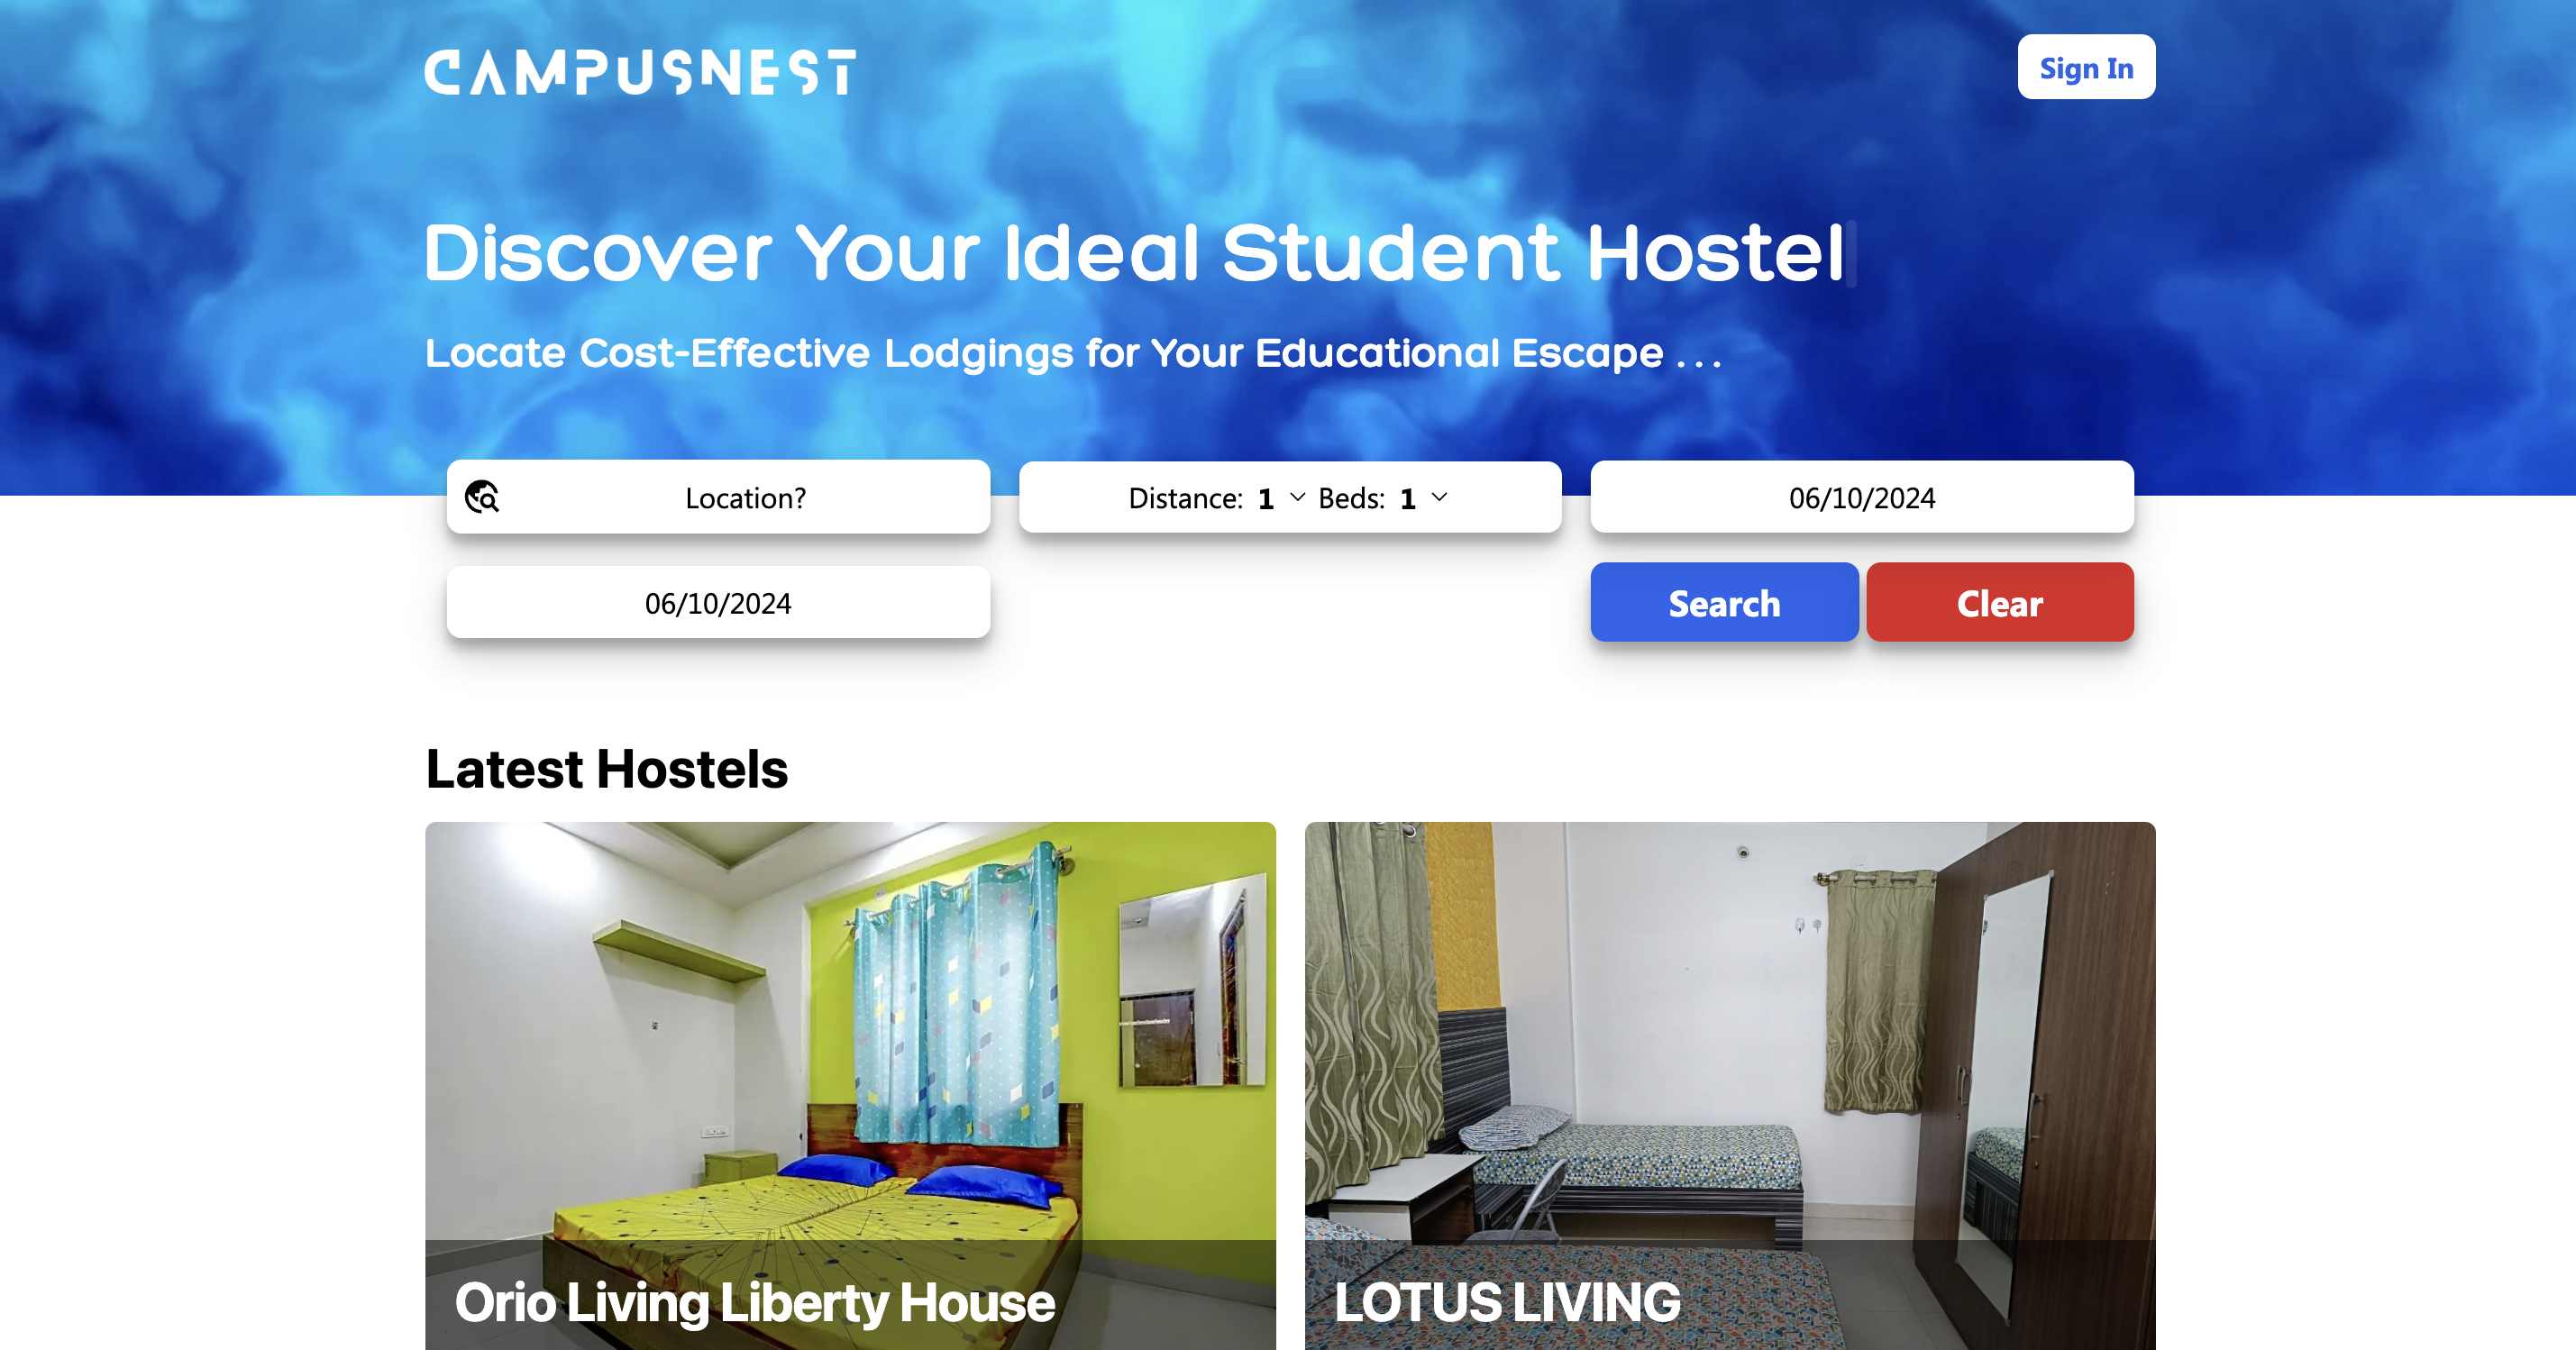 CAMPUSNEST
Sign In
Discover Your Ideal Student Hostel
Locate Cost-Effective Lodgings for Your Educational Escape . . .
Location?
Distance: 1 Beds: 1
06/10/2024
06/10/2024
Search
Clear
Latest Hostels
Orio Living Liberty House
LOTUS LIVING